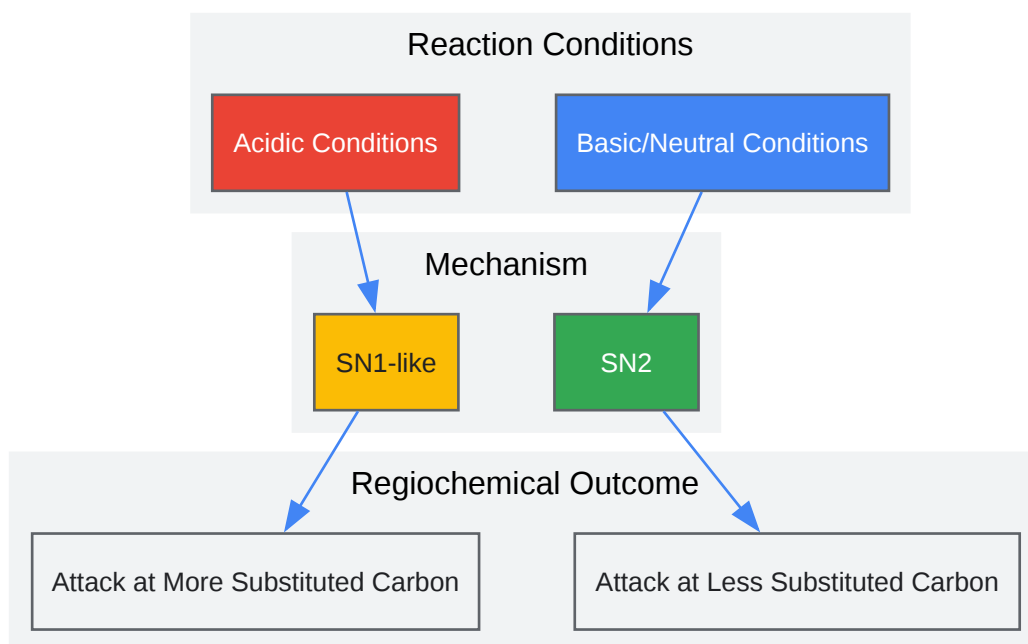 Reaction Conditions
Acidic Conditions
Basic/Neutral Conditions
Mechanism
SN1-like
SN2
Regiochemical Outcome
Attack at More Substituted Carbon
Attack at Less Substituted Carbon